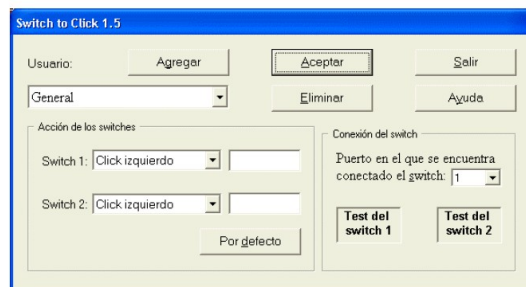 Switch to Click 1.5
Usuario:
Agregar
Aceptar
Salir
General
Eliminar
Ayuda
Acción de los switches
Switch 1: Click izquierdo
Switch 2: Click izquierdo
Por defecto
Conexión del switch
Puerto en el que se encuentra
conectado el switch: 1
Test del
switch 1
Test del
switch 2